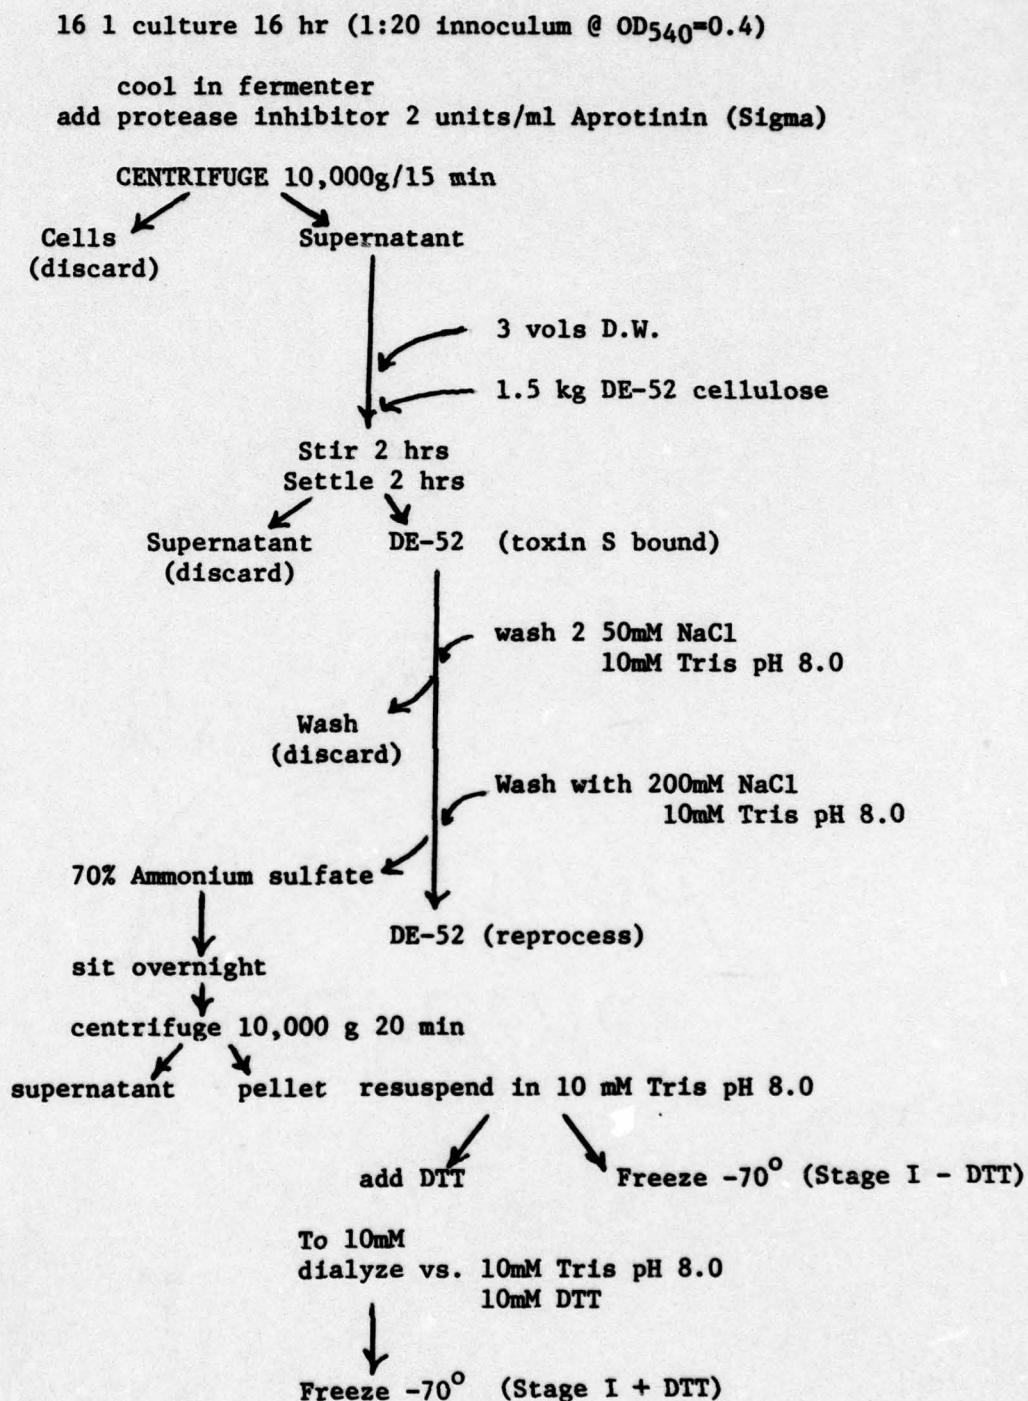 16 l culture 16 hr (1:20 innoculum @ OD540=0.4)
cool in fermenter
add protease inhibitor 2 units/ml Aprotinin (Sigma)
CENTRIFUGE 10,000g/15 min
Cells
(discard)
Supernatant
3 vols D.W.
1.5 kg DE-52 cellulose
Stir 2 hrs
Settle 2 hrs
Supernatant
(discard)
DE-52 (toxin S bound)
wash 2 50mM NaCl
10mM Tris pH 8.0
Wash
(discard)
Wash with 200mM NaCl
10mM Tris pH 8.0
70% Ammonium sulfate
DE-52 (reprocess)
sit overnight
centrifuge 10,000 g 20 min
supernatant pellet resuspend in 10 mM Tris pH 8.0
add DTT Freeze -70° (Stage I - DTT)
To 10mM
dialyze vs. 10mM Tris pH 8.0
10mM DTT
Freeze -70° (Stage I + DTT)